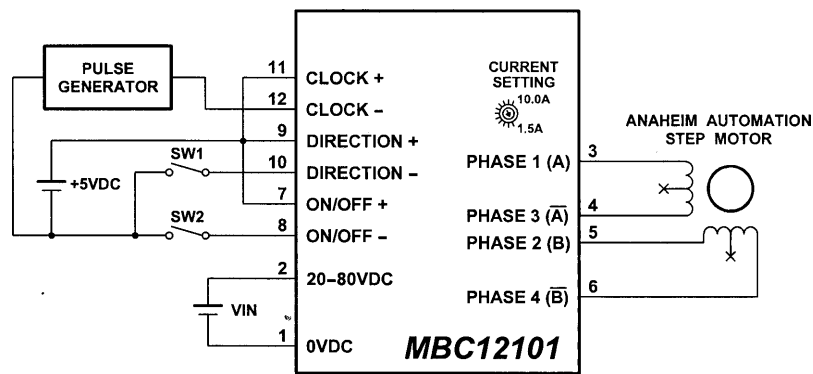 PULSE
GENERATOR
+5VDC
SW1
SW2
VIN
11 CLOCK +
12 CLOCK –
9 DIRECTION +
10 DIRECTION –
7 ON/OFF +
8 ON/OFF –
2 20–80VDC
1 0VDC
CURRENT
SETTING
10.0A
1.5A
PHASE 1 (A) 3
PHASE 3 (A̅) 4
PHASE 2 (B) 5
PHASE 4 (B̅) 6
MBC12101
ANAHEIM AUTOMATION
STEP MOTOR